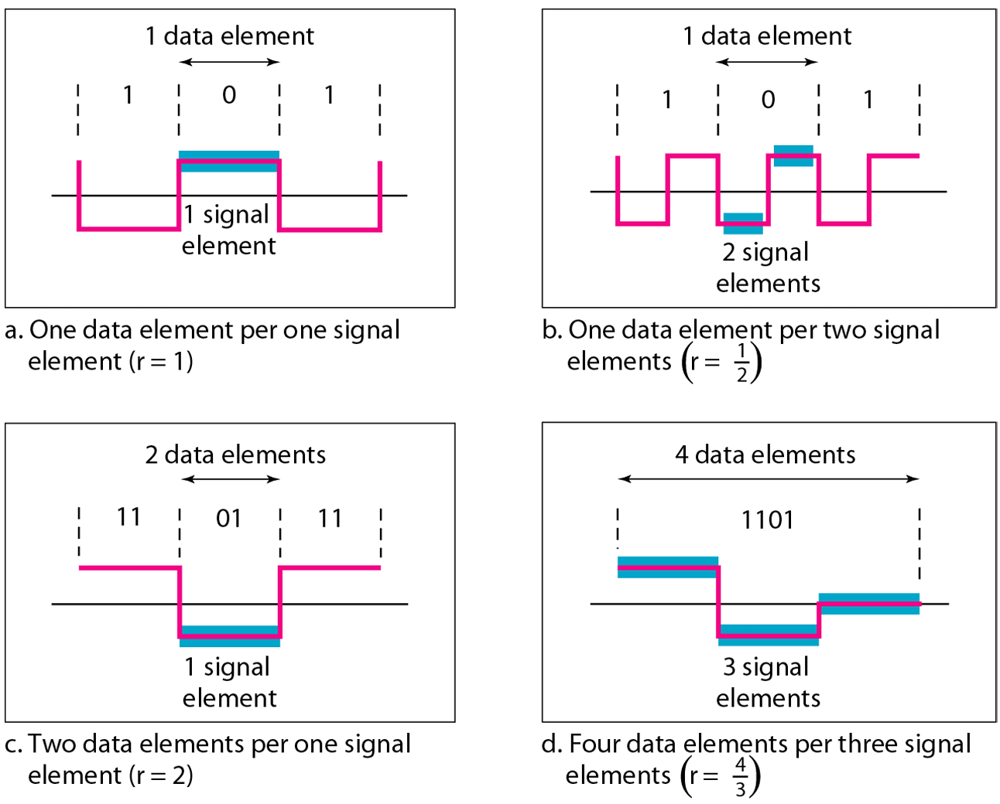 1 data element
1 0 1
1 signal
element
a. One data element per one signal
element (r = 1)
1 data element
1 0 1
2 signal
elements
b. One data element per two signal
elements (r = 1/2)
2 data elements
11 01 11
1 signal
element
c. Two data elements per one signal
element (r = 2)
4 data elements
1101
3 signal
elements
d. Four data elements per three signal
elements (r = 4/3)